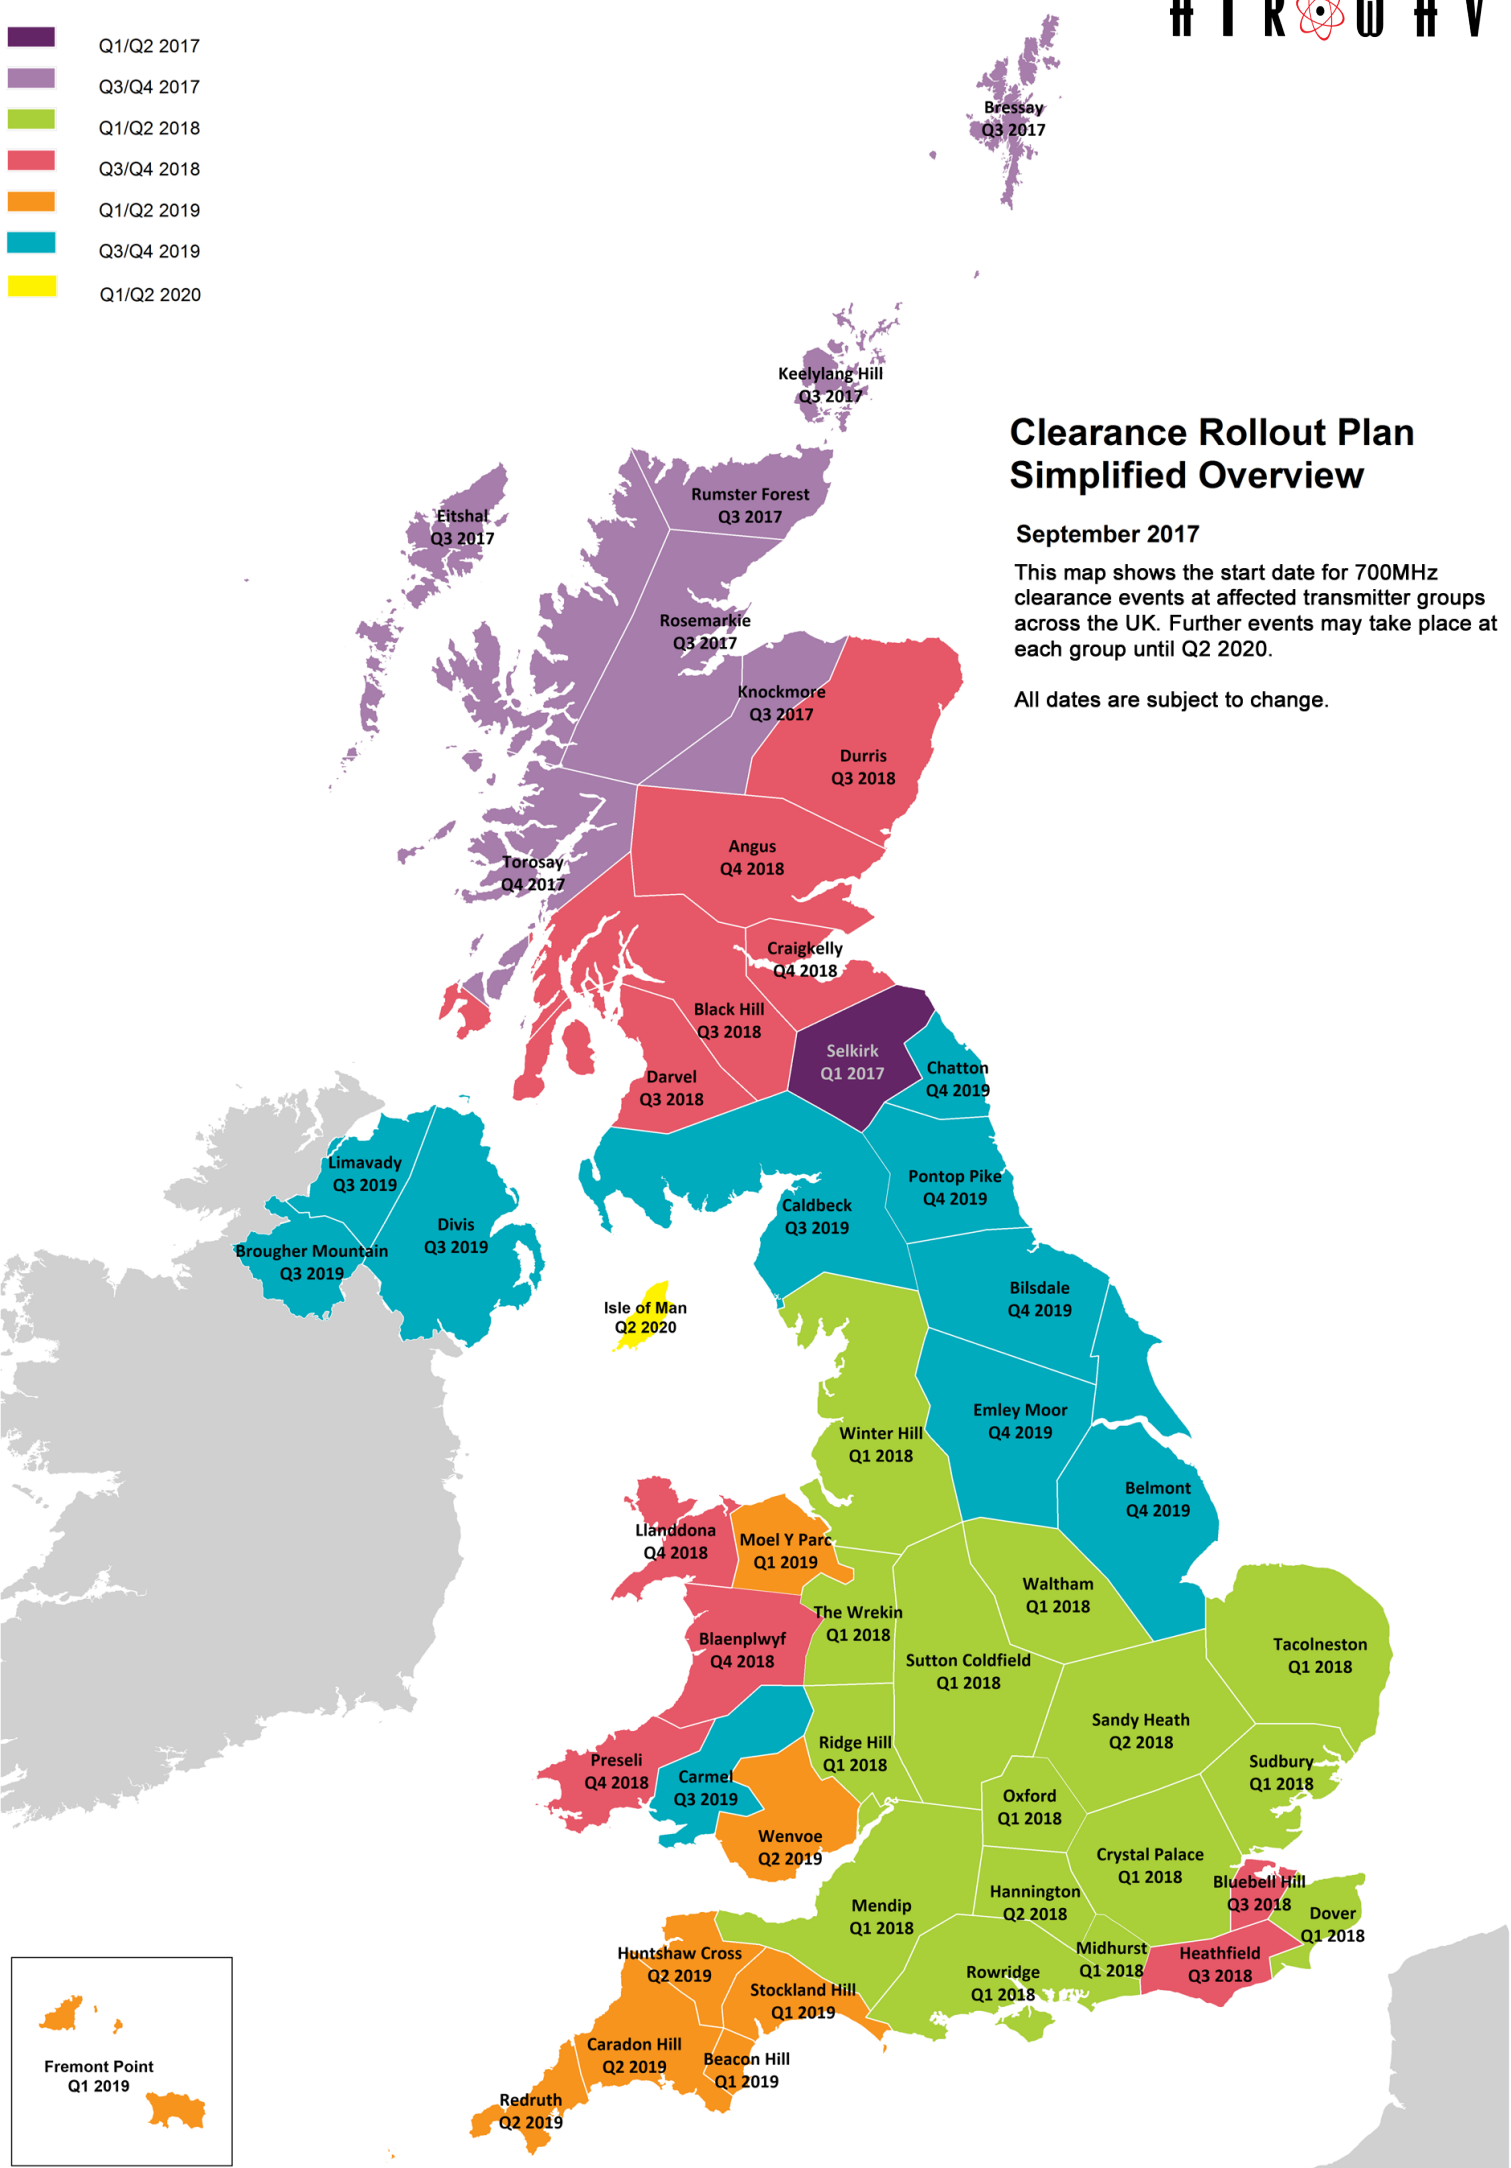 Q1/Q2 2017
Q3/Q4 2017
Q1/Q2 2018
Q3/Q4 2018
Q1/Q2 2019
Q3/Q4 2019
Q1/Q2 2020
Bressay
Q3 2017
Keelylang Hill
Q3 2017
Clearance Rollout Plan
Simplified Overview
September 2017
This map shows the start date for 700MHz
clearance events at affected transmitter groups
across the UK. Further events may take place at
each group until Q2 2020.
All dates are subject to change.
Rumster Forest
Q3 2017
Eitshal
Q3 2017
Rosemarkie
Q3 2017
Knockmore
Q3 2017
Durris
Q3 2018
Angus
Q4 2018
Torosay
Q4 2017
Craigkelly
Q4 2018
Black Hill
Q3 2018
Selkirk
Q1 2017
Chatton
Q4 2019
Darvel
Q3 2018
Limavady
Q3 2019
Pontop Pike
Q4 2019
Caldbeck
Q3 2019
Divis
Q3 2019
Brougher Mountain
Q3 2019
Bilsdale
Q4 2019
Isle of Man
Q2 2020
Emley Moor
Q4 2019
Winter Hill
Q1 2018
Belmont
Q4 2019
Llanddona
Q4 2018
Moel Y Parc
Q1 2019
Waltham
Q1 2018
The Wrekin
Q1 2018
Blaenplwyf
Q4 2018
Tacolneston
Q1 2018
Sutton Coldfield
Q1 2018
Sandy Heath
Q2 2018
Ridge Hill
Q1 2018
Preseli
Q4 2018
Sudbury
Q1 2018
Carmel
Q3 2019
Oxford
Q1 2018
Wenvoe
Q2 2019
Crystal Palace
Q1 2018
Bluebell Hill
Q3 2018
Hannington
Q2 2018
Mendip
Q1 2018
Dover
Q1 2018
Midhurst
Q1 2018
Heathfield
Q3 2018
Huntshaw Cross
Q2 2019
Rowridge
Q1 2018
Stockland Hill
Q1 2019
Caradon Hill
Q2 2019
Beacon Hill
Q1 2019
Fremont Point
Q1 2019
Redruth
Q2 2019